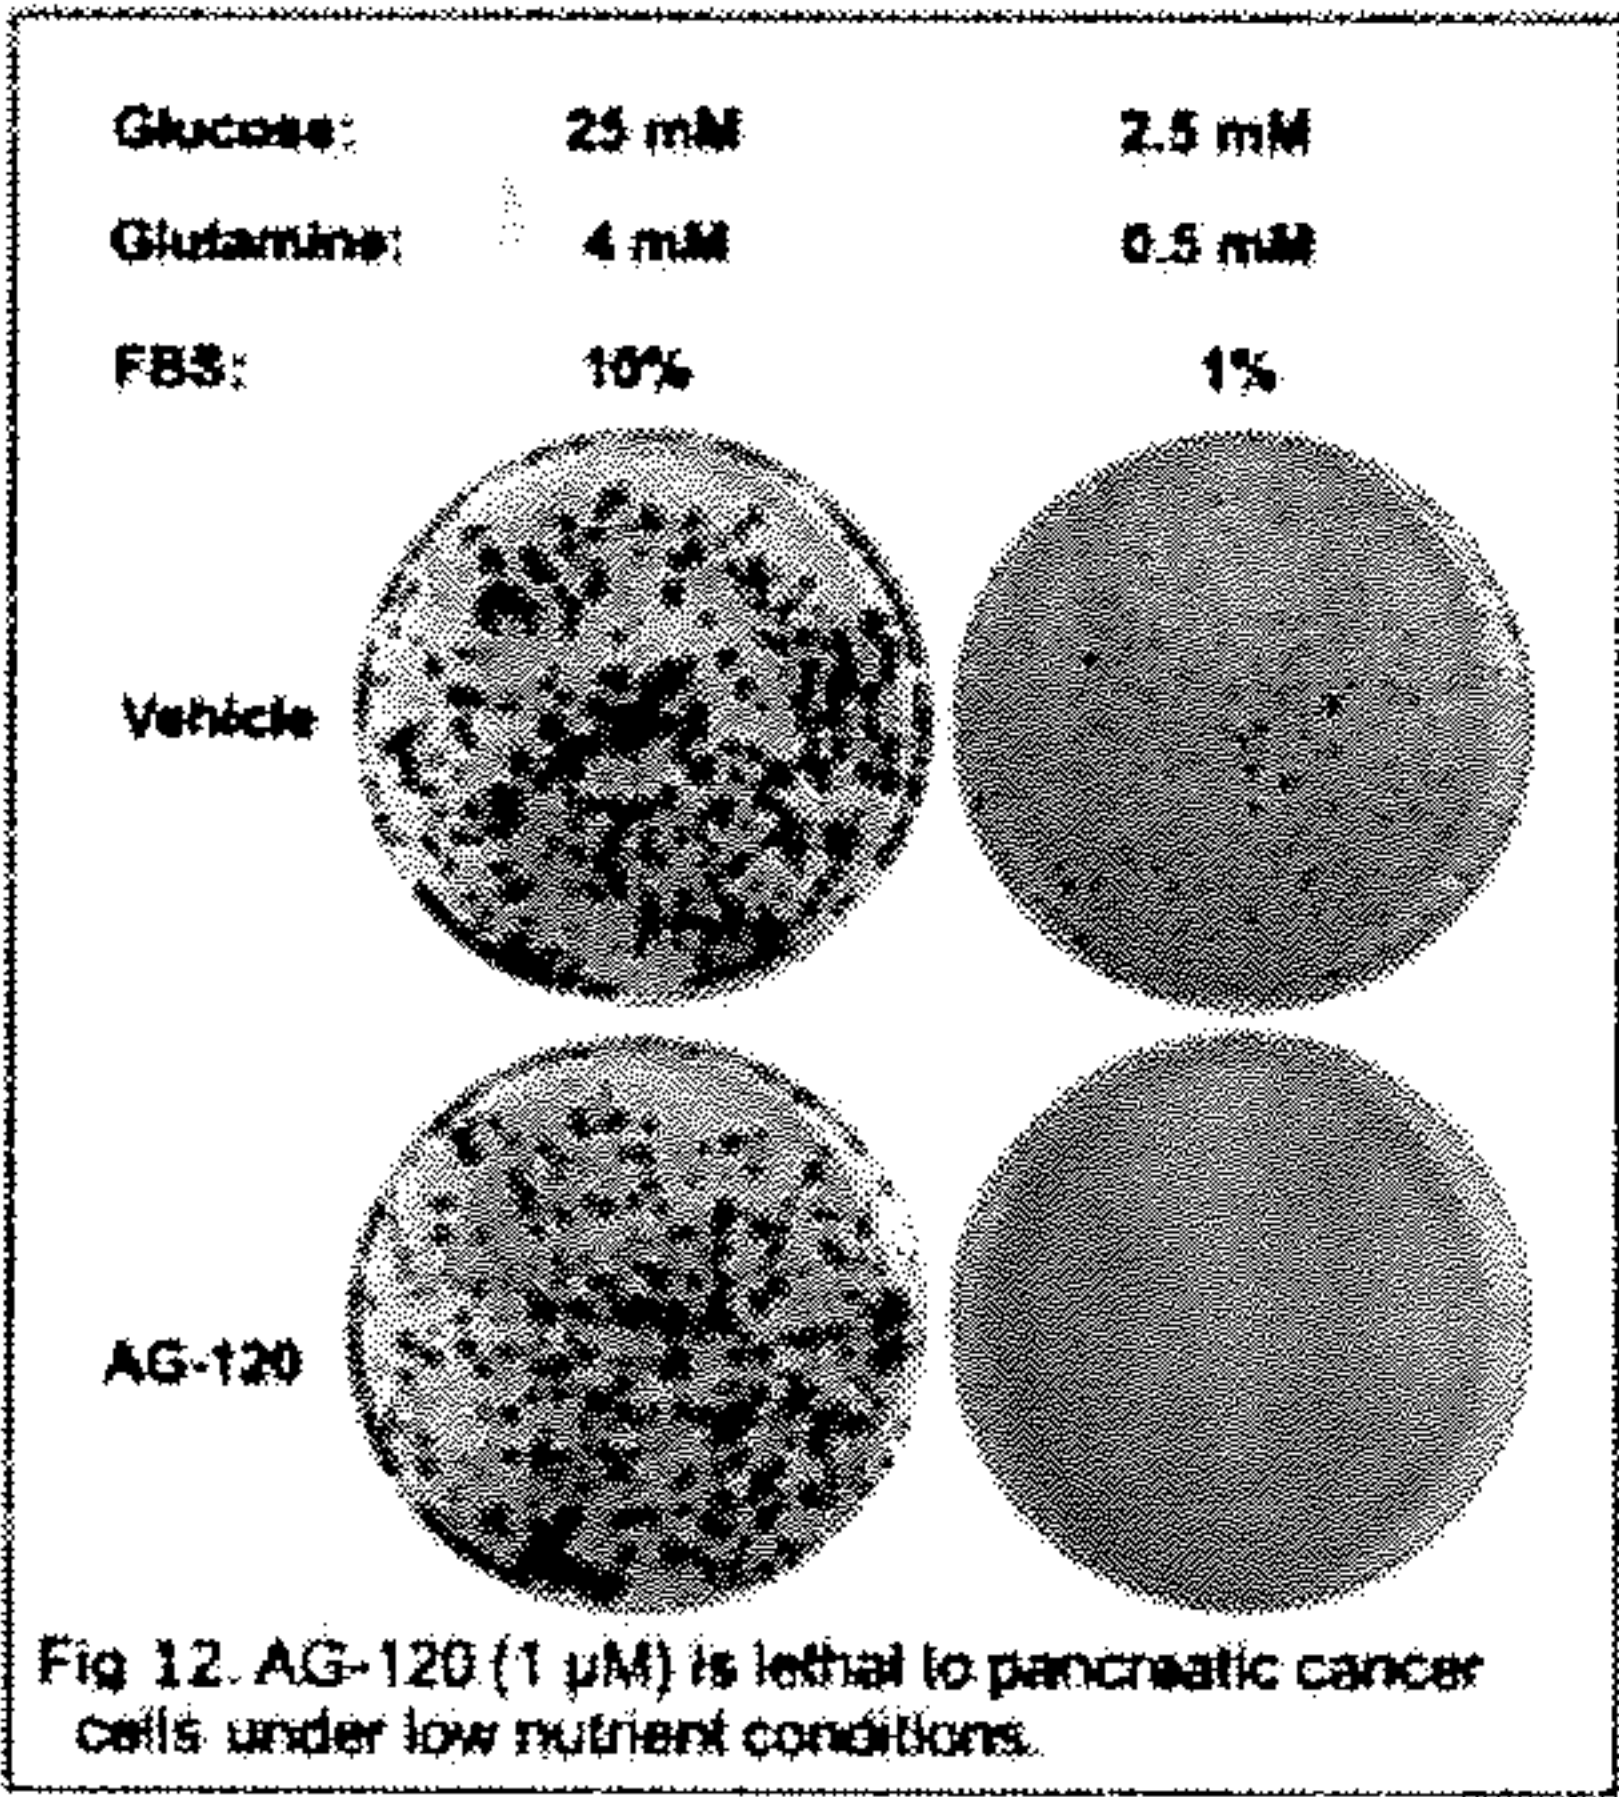 Glucose: 25 mM 2.5 mM
Glutamine: 4 mM 0.5 mM
FBS: 10% 1%
Vehicle
AG-120
Fig 12. AG-120 (1 µM) is lethal to pancreatic cancer
cells under low nutrient conditions.